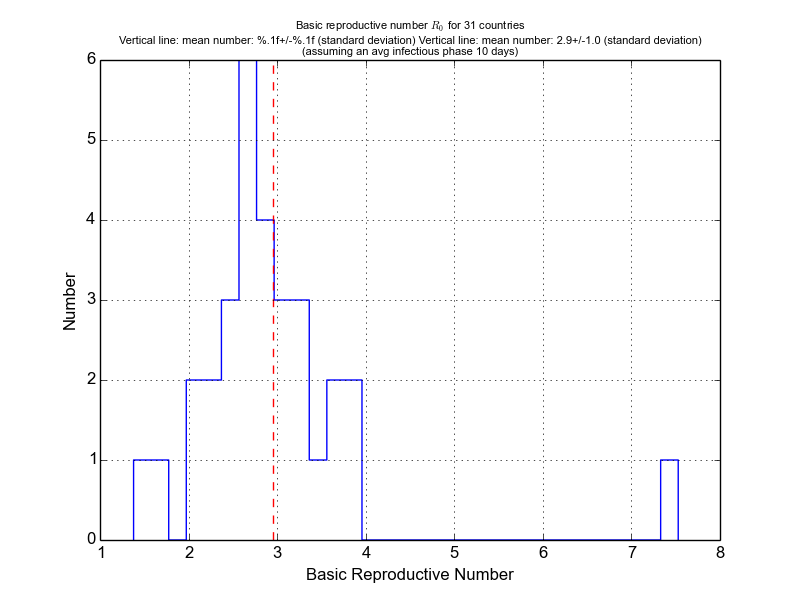 Basic reproductive number R₀ for 31 countries
Vertical line: mean number: %.1f+/-%.1f (standard deviation) Vertical line: mean number: 2.9+/-1.0 (standard deviation)
(assuming an avg infectious phase 10 days)
6
5
4
3
2
1
0
Number
1 2 3 4 5 6 7 8
Basic Reproductive Number